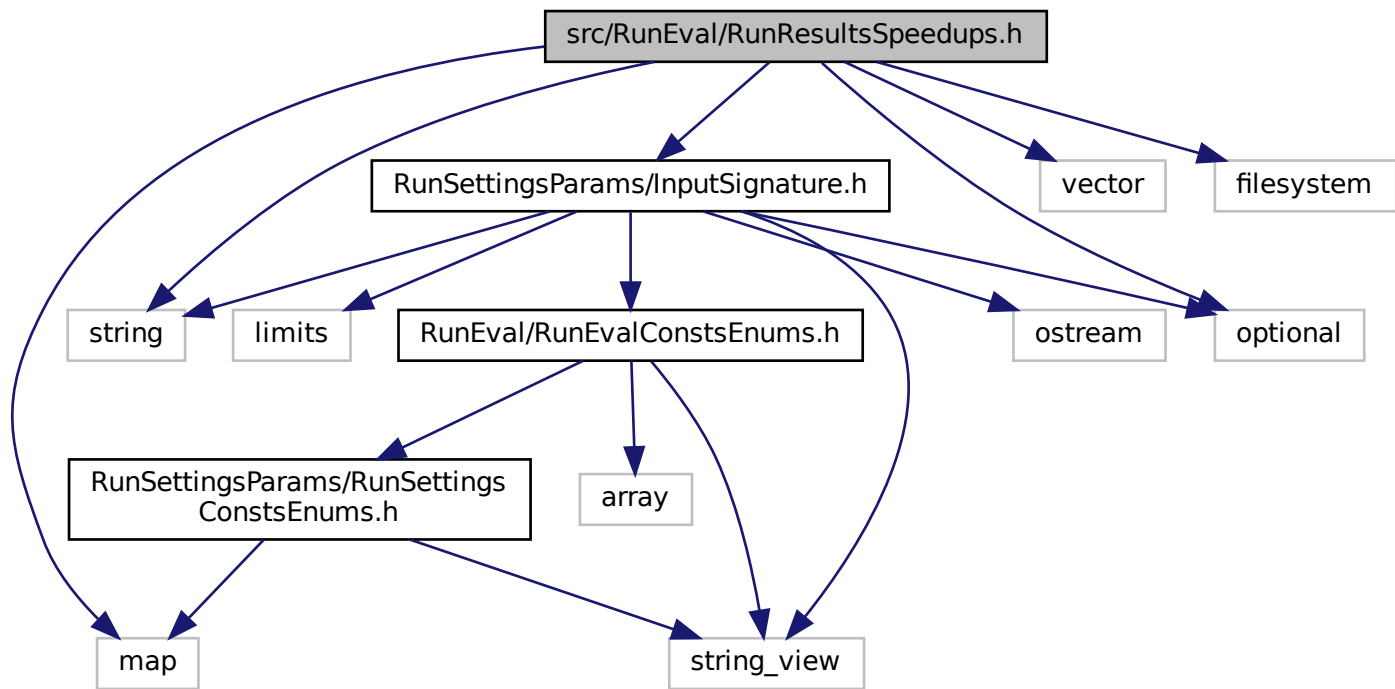 src/RunEval/RunResultsSpeedups.h
RunSettingsParams/InputSignature.h
vector
filesystem
string
limits
RunEval/RunEvalConstsEnums.h
ostream
optional
RunSettingsParams/RunSettings
ConstsEnums.h
array
map
string_view